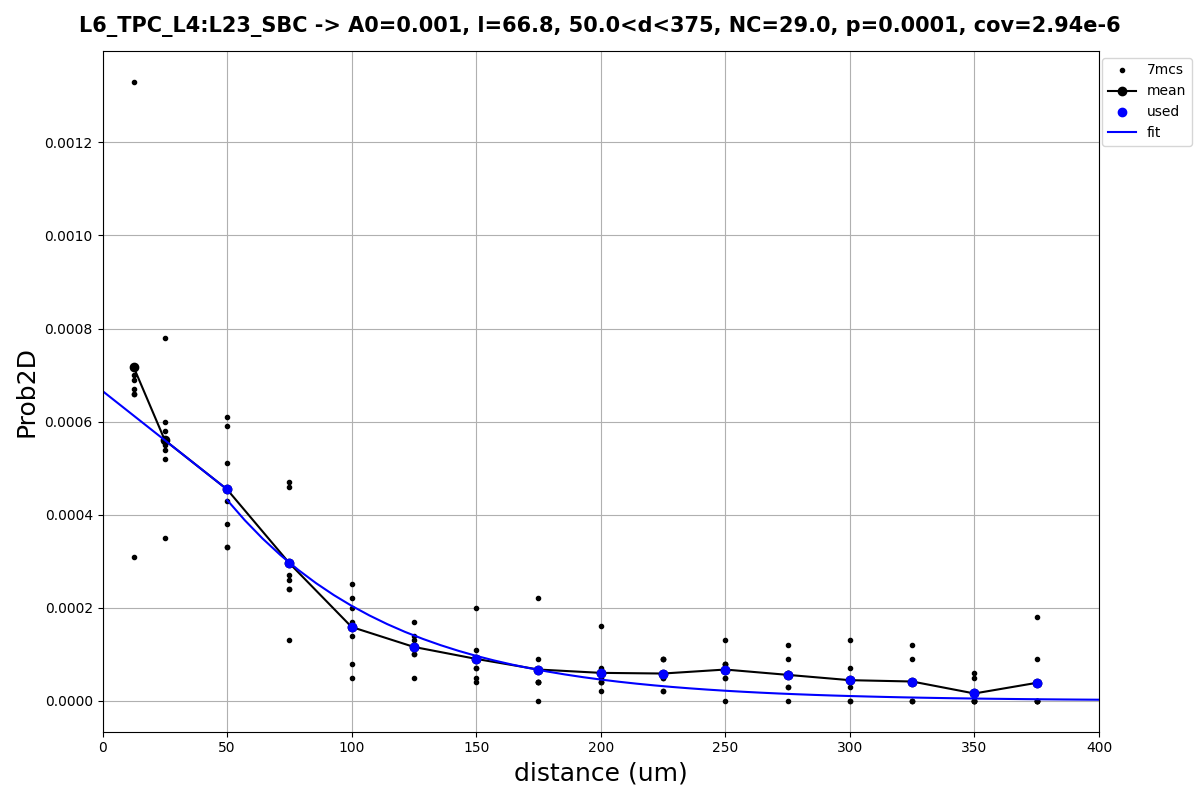 L6_TPC_L4:L23_SBC -> A0=0.001, l=66.8, 50.0<d<375, NC=29.0, p=0.0001, cov=2.94e-6
7mcs
mean
used
fit
Prob2D
0.0012
0.0010
0.0008
0.0006
0.0004
0.0002
0.0000
0 50 100 150 200 250 300 350 400
distance (um)